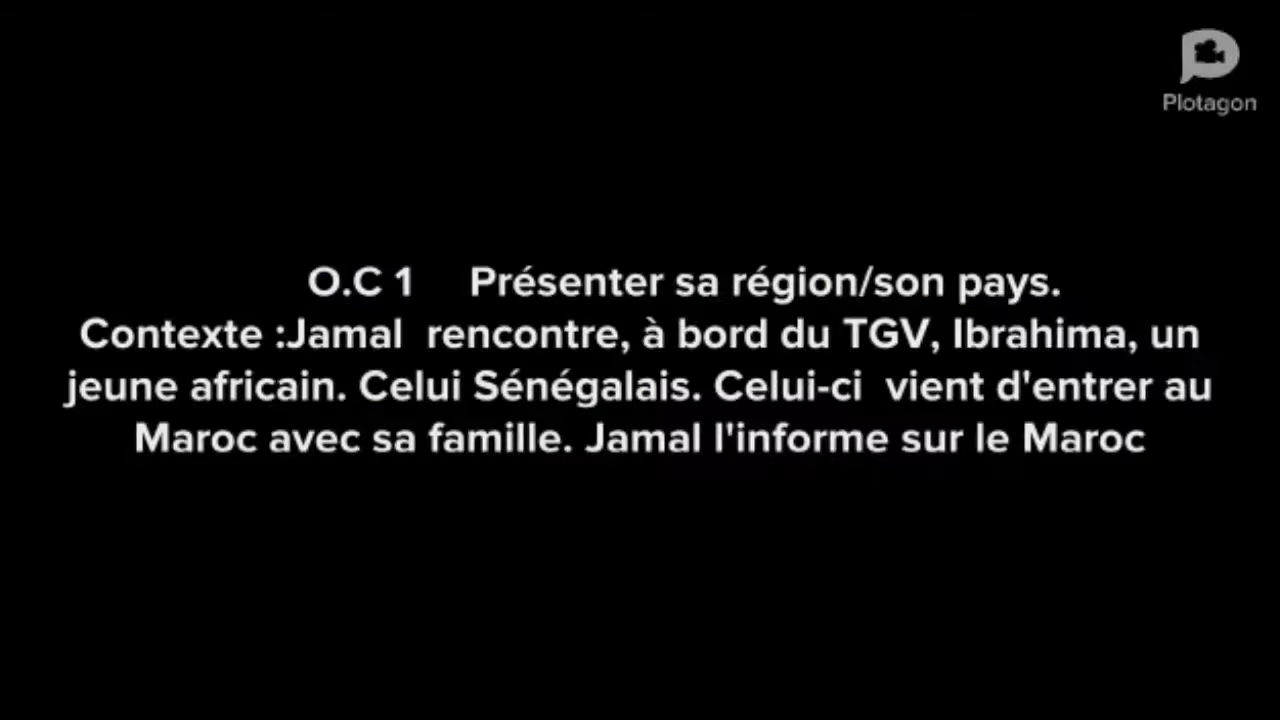 Plotagon
O.C 1 Présenter sa région/son pays.
Contexte :Jamal rencontre, à bord du TGV, Ibrahima, un
jeune africain. Celui Sénégalais. Celui-ci vient d'entrer au
Maroc avec sa famille. Jamal l'informe sur le Maroc